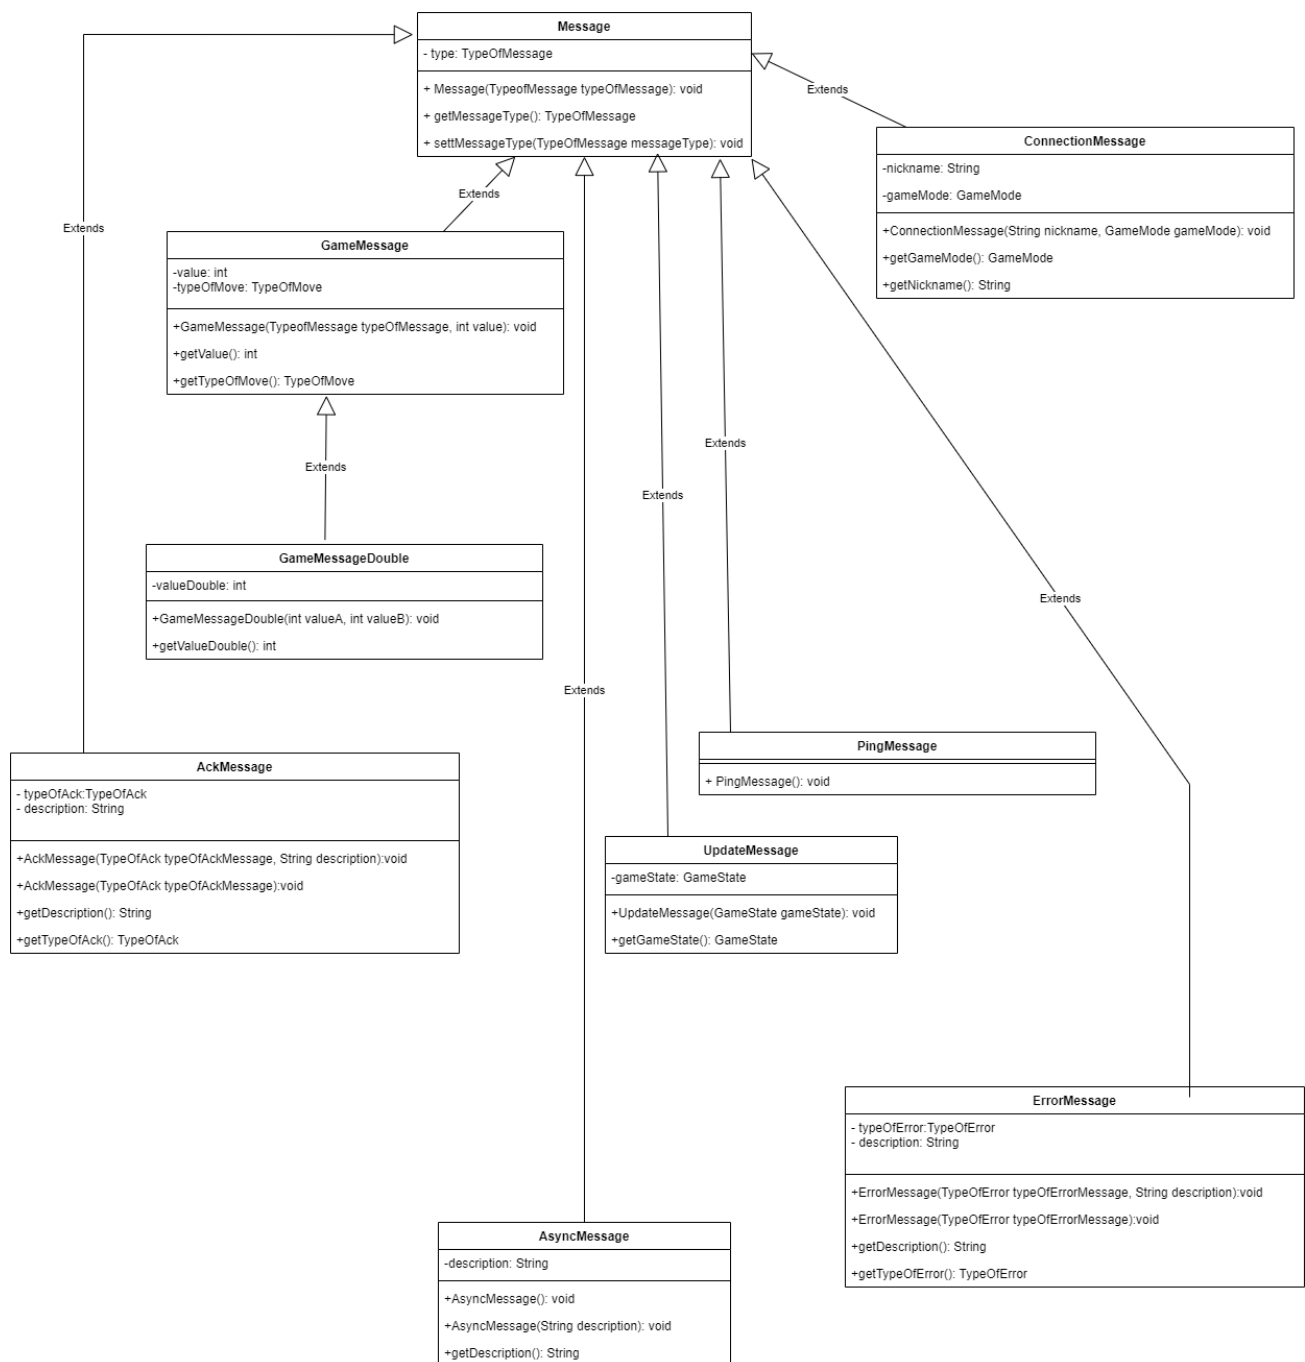 Message
- type: TypeOfMessage
+ Message(TypeofMessage typeOfMessage): void
+ getMessageType(): TypeOfMessage
+ settMessageType(TypeOfMessage messageType): void
Extends
ConnectionMessage
-nickname: String
-gameMode: GameMode
+ConnectionMessage(String nickname, GameMode gameMode): void
+getGameMode(): GameMode
+getNickname(): String
Extends
Extends
GameMessage
-value: int
-typeOfMove: TypeOfMove
+GameMessage(TypeofMessage typeOfMessage, int value): void
+getValue(): int
+getTypeOfMove(): TypeOfMove
Extends
Extends
Extends
GameMessageDouble
-valueDouble: int
+GameMessageDouble(int valueA, int valueB): void
+getValueDouble(): int
Extends
Extends
PingMessage
+ PingMessage(): void
AckMessage
- typeOfAck:TypeOfAck
- description: String
+AckMessage(TypeOfAck typeOfAckMessage, String description):void
+AckMessage(TypeOfAck typeOfAckMessage):void
+getDescription(): String
+getTypeOfAck(): TypeOfAck
UpdateMessage
-gameState: GameState
+UpdateMessage(GameState gameState): void
+getGameState(): GameState
ErrorMessage
- typeOfError:TypeOfError
- description: String
+ErrorMessage(TypeOfError typeOfErrorMessage, String description):void
+ErrorMessage(TypeOfError typeOfErrorMessage):void
+getDescription(): String
+getTypeOfError(): TypeOfError
AsyncMessage
-description: String
+AsyncMessage(): void
+AsyncMessage(String description): void
+getDescription(): String